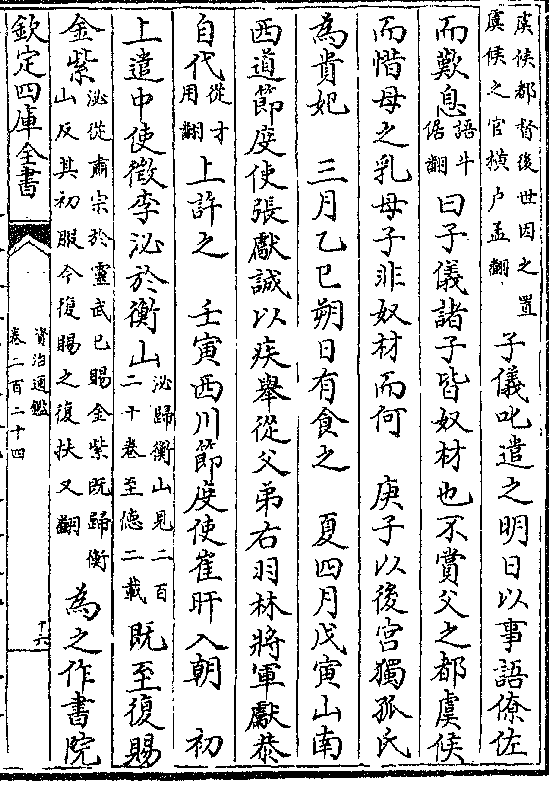 虞候都督後世因之置
虞候之官橫户孟翻
子儀叱遣之明日以事語僚佐
而歎息語牛倨翻曰子儀諸子皆奴材也不賞父之都虞候
而惜母之乳母子非奴材而何 庚子以後宫獨孤氏
為貴妃 三月乙巳朔日有食之 夏四月戊寅山南
西道節度使張獻誠以疾舉從父弟右羽林將軍獻恭
自代從才用翻上許之 壬寅西川節度使崔旰入朝 初
上遣中使徵李泌於衡山泌歸衡山見二百二十卷至德二載既至復賜
金紫泌從肅宗於靈武已賜金紫既歸衡山反其初服今復賜之復扶又翻為之作書院
欽定四庫全書
資治通鑑
卷二百二十四
十六